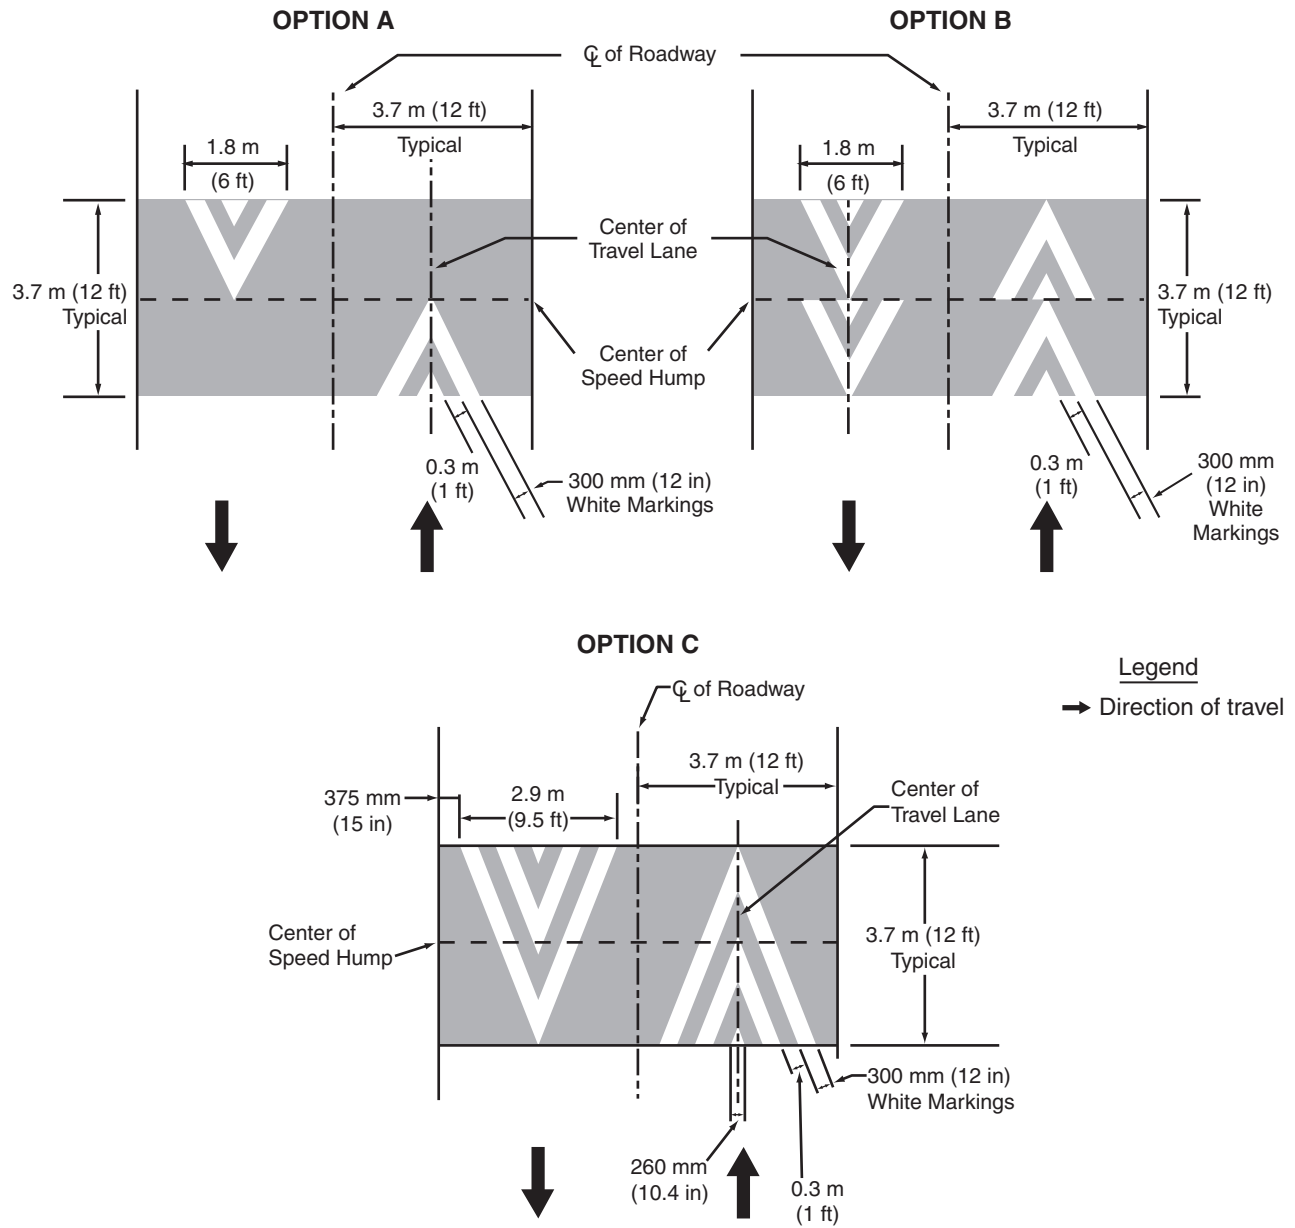 OPTION A
OPTION B
℄ of Roadway
3.7 m (12 ft)
Typical
1.8 m
(6 ft)
3.7 m (12 ft)
Typical
1.8 m
(6 ft)
Center of
Travel Lane
3.7 m (12 ft)
Typical
3.7 m (12 ft)
Typical
Center of
Speed Hump
0.3 m
(1 ft)
300 mm (12 in)
White Markings
0.3 m
(1 ft)
300 mm
(12 in)
White
Markings
OPTION C
Legend
Direction of travel
℄ of Roadway
3.7 m (12 ft)
Typical
375 mm
(15 in)
2.9 m
(9.5 ft)
Center of
Travel Lane
Center of
Speed Hump
3.7 m (12 ft)
Typical
300 mm (12 in)
White Markings
260 mm
(10.4 in)
0.3 m
(1 ft)